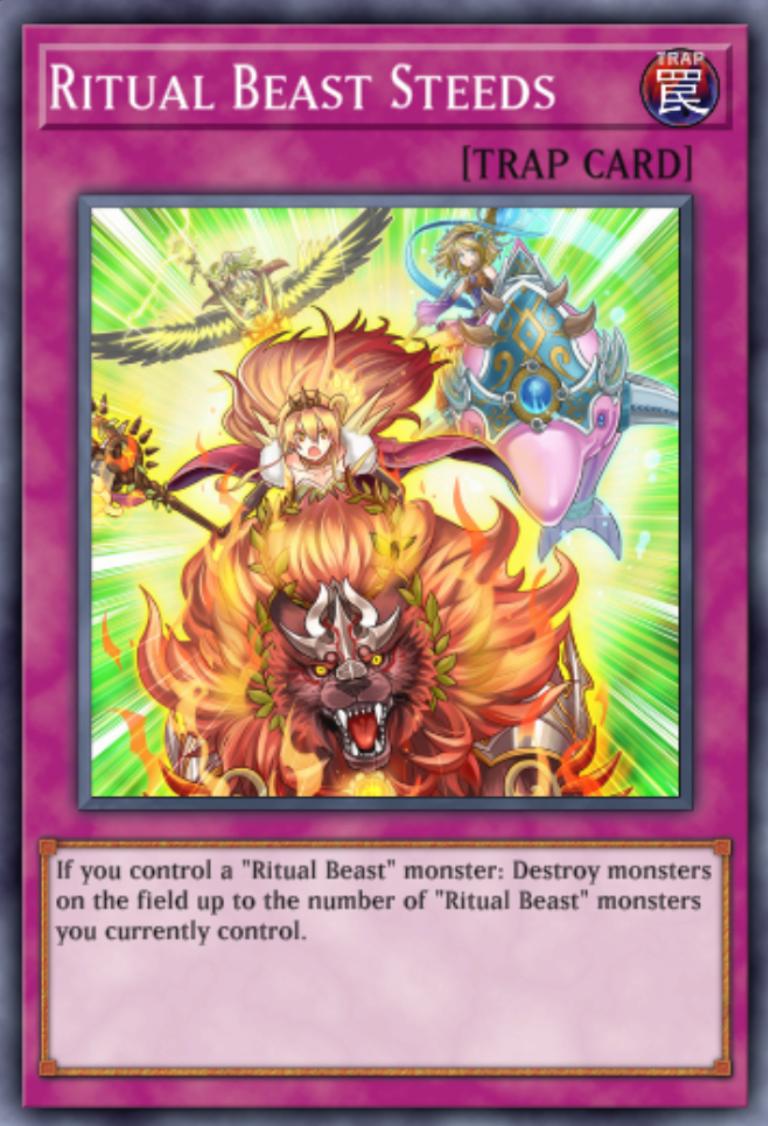 Ritual Beast Steeds
TRAP
罠
[TRAP CARD]
If you control a "Ritual Beast" monster: Destroy monsters
on the field up to the number of "Ritual Beast" monsters
you currently control.